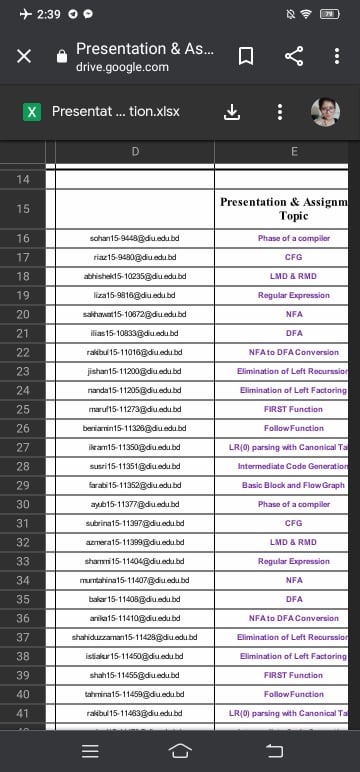 2:39
79
Presentation & As...
drive.google.com
X Presentat ... tion.xlsx
D E
14
15 Presentation & Assignm
Topic
16 sohan15-9448@diu.edu.bd Phase of a compiler
17 riaz15-9480@diu.edu.bd CFG
18 abhishek15-10235@diu.edu.bd LMD & RMD
19 liza15-9816@diu.edu.bd Regular Expression
20 sakhawat15-10672@diu.edu.bd NFA
21 ilias15-10833@diu.edu.bd DFA
22 rakibul15-11016@diu.edu.bd NFA to DFA Conversion
23 jishan15-11200@diu.edu.bd Elimination of Left Recurssion
24 nanda15-11205@diu.edu.bd Elimination of Left Factoring
25 maruf15-11273@diu.edu.bd FIRST Function
26 beniamin15-11326@diu.edu.bd Follow Function
27 ikram15-11350@diu.edu.bd LR(0) parsing with Canonical Ta
28 susri15-11351@diu.edu.bd Intermediate Code Generation
29 farabi15-11352@diu.edu.bd Basic Block and Flow Graph
30 ayub15-11377@diu.edu.bd Phase of a compiler
31 subrina15-11397@diu.edu.bd CFG
32 azmera15-11399@diu.edu.bd LMD & RMD
33 shammi15-11404@diu.edu.bd Regular Expression
34 mumtahina15-11407@diu.edu.bd NFA
35 bakar15-11408@diu.edu.bd DFA
36 anika15-11410@diu.edu.bd NFA to DFA Conversion
37 shahiduzzaman15-11428@diu.edu.bd Elimination of Left Recurssion
38 istiakur15-11450@diu.edu.bd Elimination of Left Factoring
39 shah15-11455@diu.edu.bd FIRST Function
40 tahmina15-11459@diu.edu.bd Follow Function
41 rakibul15-11463@diu.edu.bd LR(0) parsing with Canonical Ta